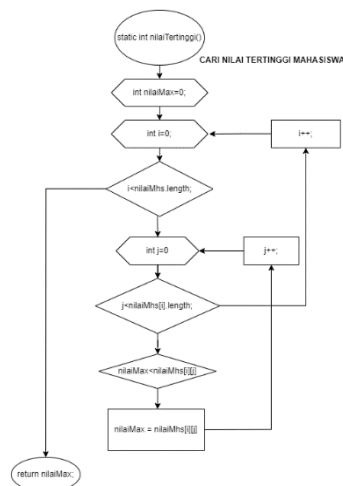 static int nilaiTertinggi()
CARI NILAI TERTINGGI MAHASISWA
int nilaiMax=0;
int i=0;
i++;
i<nilaiMhs.length;
int j=0
j++;
j<nilaiMhs[i].length;
nilaiMax<nilaiMhs[i][j]
nilaiMax = nilaiMhs[i][j]
return nilaiMax;